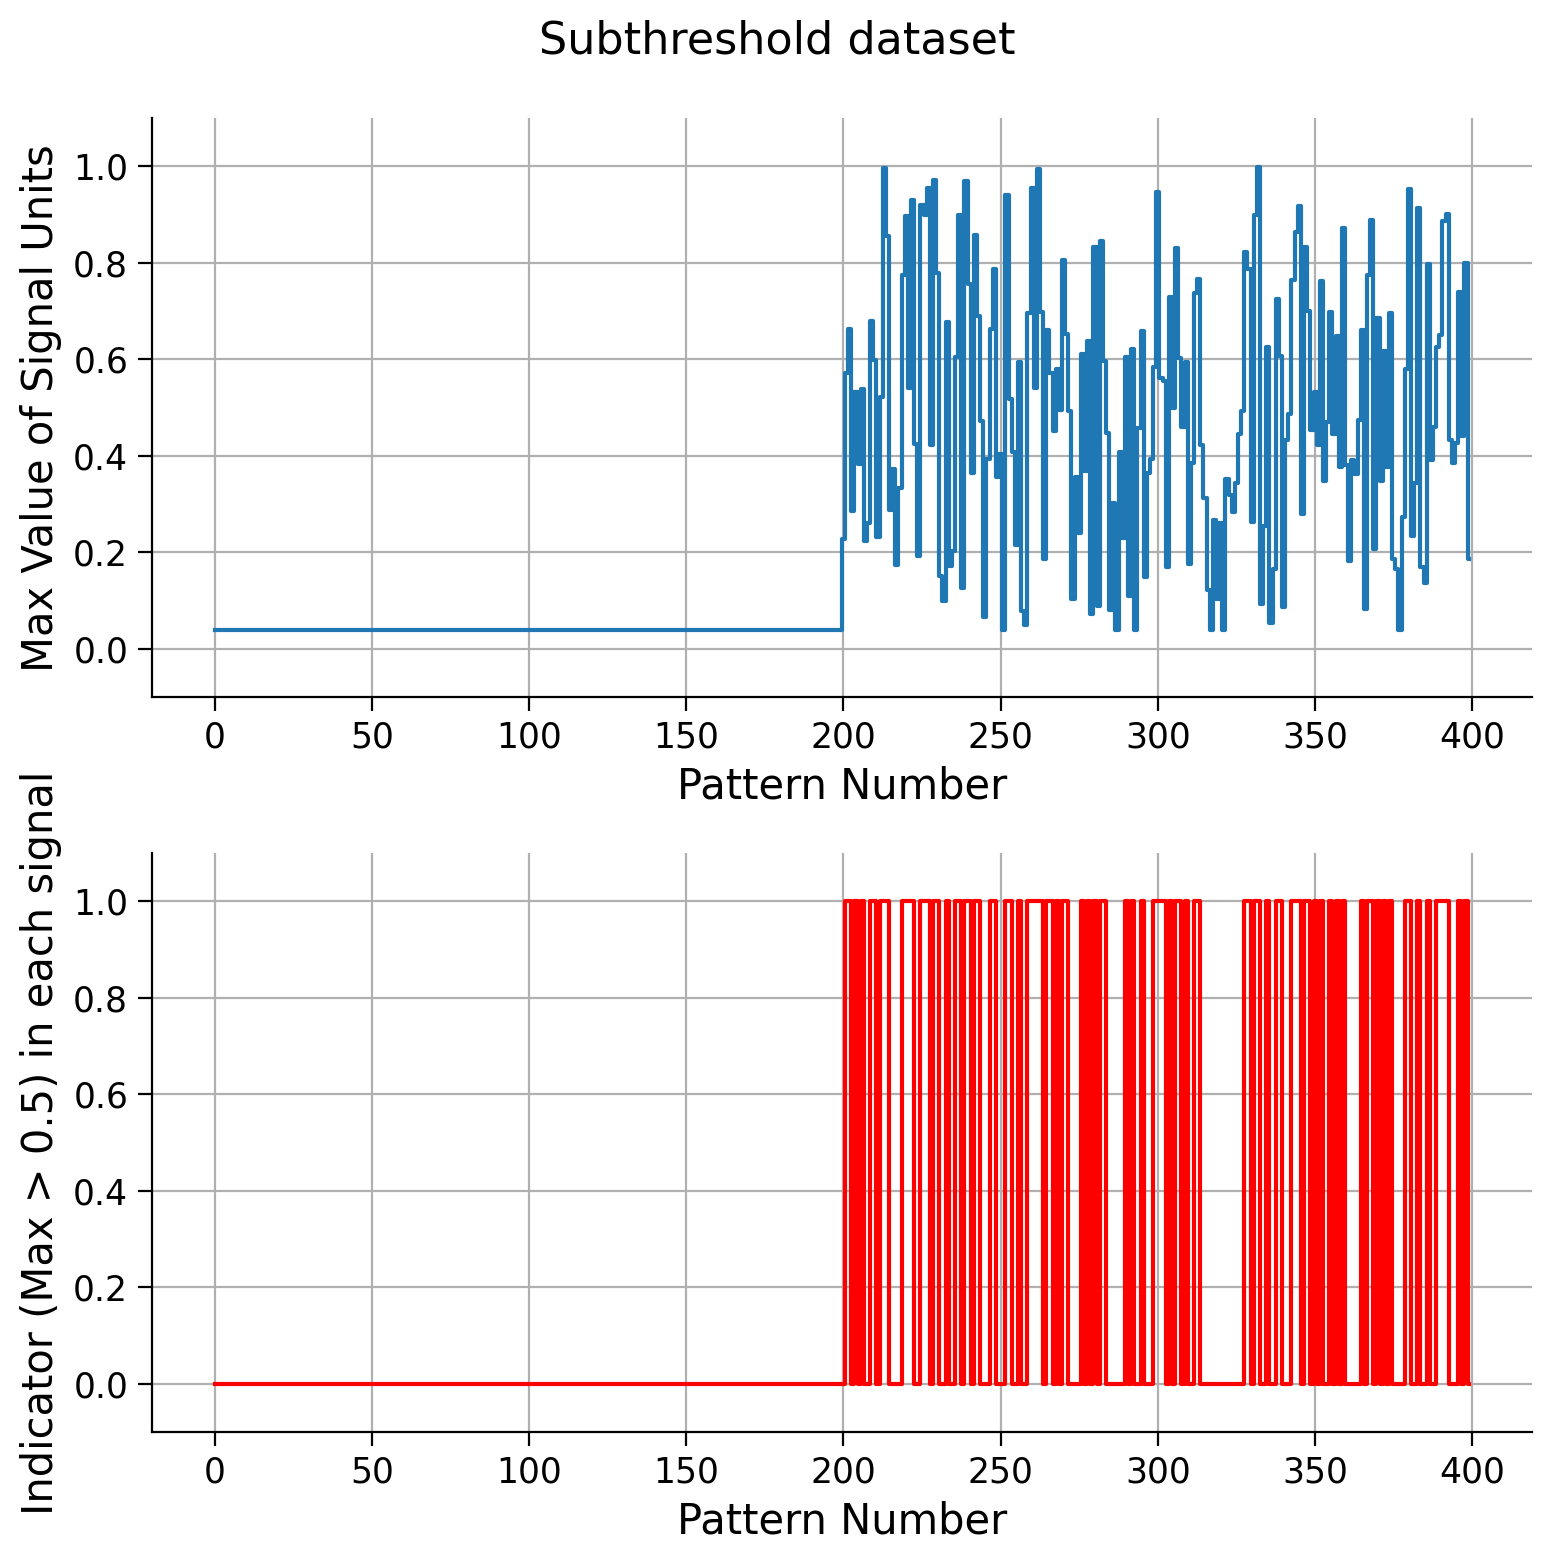 Subthreshold dataset
Max Value of Signal Units
1.0
0.8
0.6
0.4
0.2
0.0
0 50 100 150 200 250 300 350 400
Pattern Number
Indicator (Max > 0.5) in each signal
1.0
0.8
0.6
0.4
0.2
0.0
0 50 100 150 200 250 300 350 400
Pattern Number